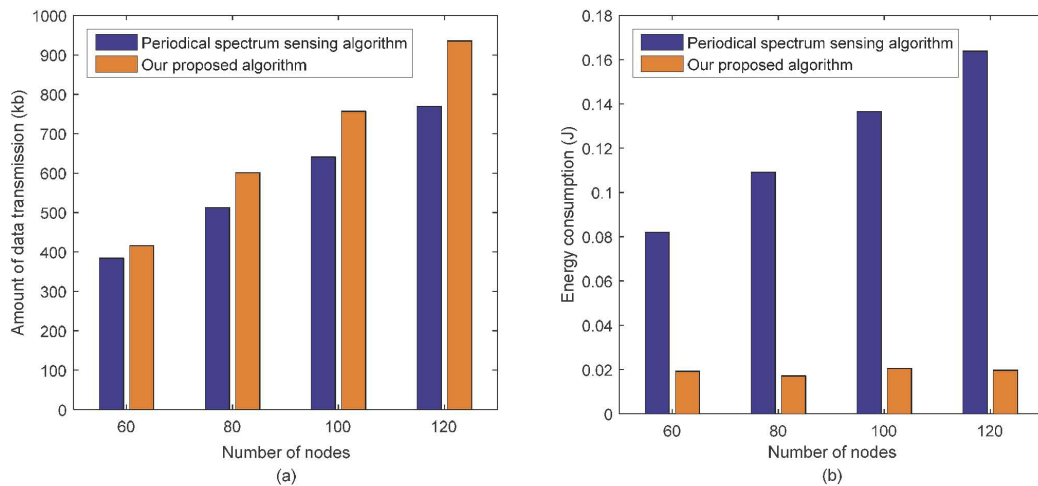 1000
900
800
700
600
500
400
300
200
100
0
Amount of data transmission (kb)
Periodical spectrum sensing algorithm
Our proposed algorithm
60 80 100 120
Number of nodes
(a)
0.18
0.16
0.14
0.12
0.1
0.08
0.06
0.04
0.02
0
Energy consumption (J)
Periodical spectrum sensing algorithm
Our proposed algorithm
60 80 100 120
Number of nodes
(b)